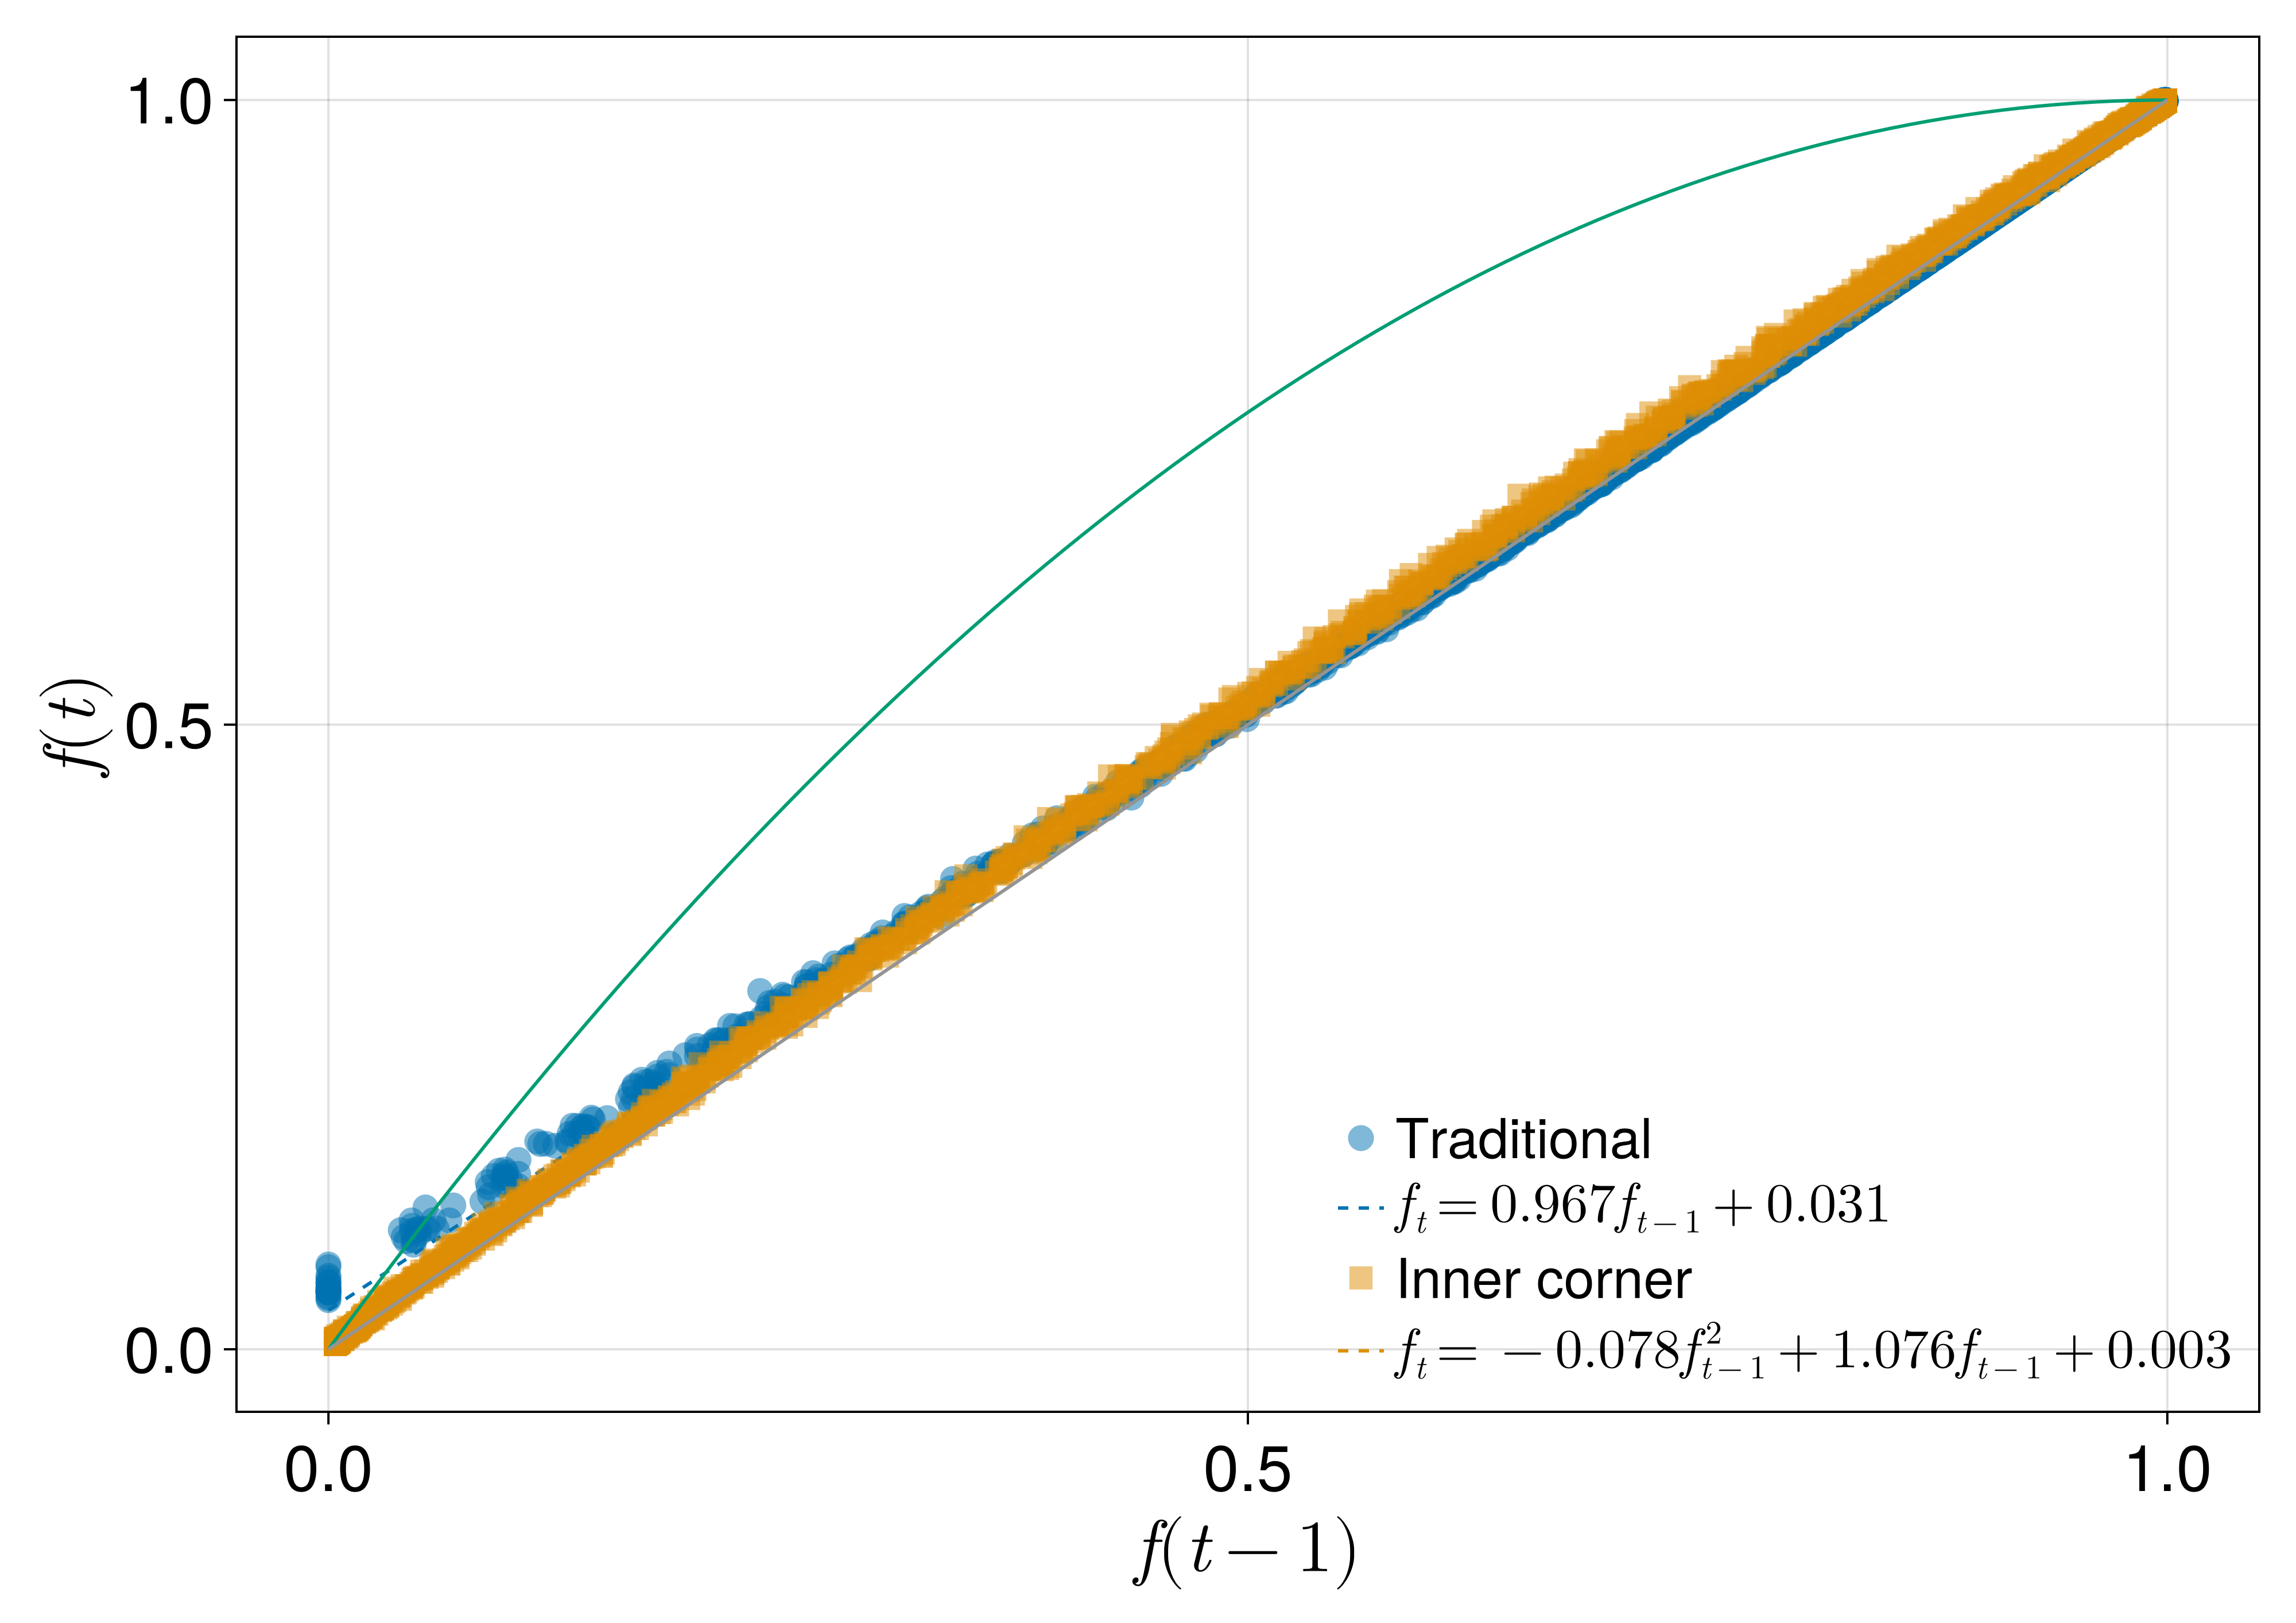 1.0
0.5
0.0
f(t)
Traditional
f_t = 0.967f_{t-1} + 0.031
Inner corner
f_t = -0.078f_{t-1}^2 + 1.076f_{t-1} + 0.003
0.0 0.5 1.0
f(t-1)